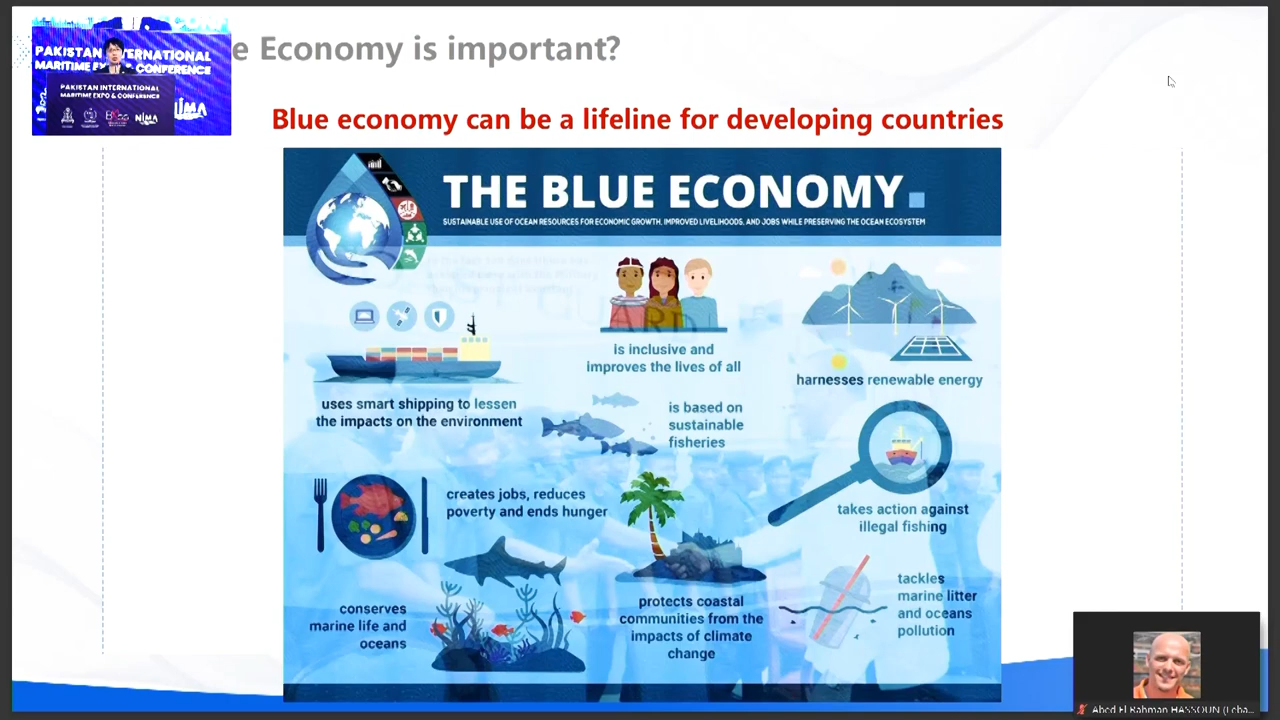 e Economy is important?
PAKISTAN INTERNATIONAL
MARITIME EXPO & CONFERENCE
PAKISTAN INTERNATIONAL
MARITIME EXPO & CONFERENCE
NIMA
NIMA
Blue economy can be a lifeline for developing countries
THE BLUE ECONOMY
SUSTAINABLE USE OF OCEAN RESOURCES FOR ECONOMIC GROWTH, IMPROVED LIVELIHOODS, AND JOBS WHILE PRESERVING THE OCEAN ECOSYSTEM
GUARD
is inclusive and
improves the lives of all
harnesses renewable energy
uses smart shipping to lessen
the impacts on the environment
is based on
sustainable
fisheries
creates jobs, reduces
poverty and ends hunger
takes action against
illegal fishing
conserves
marine life and
oceans
protects coastal
communities from the
impacts of climate
change
tackles
marine litter
and oceans
pollution
Abed El Rahman HASSOUN (Leba...